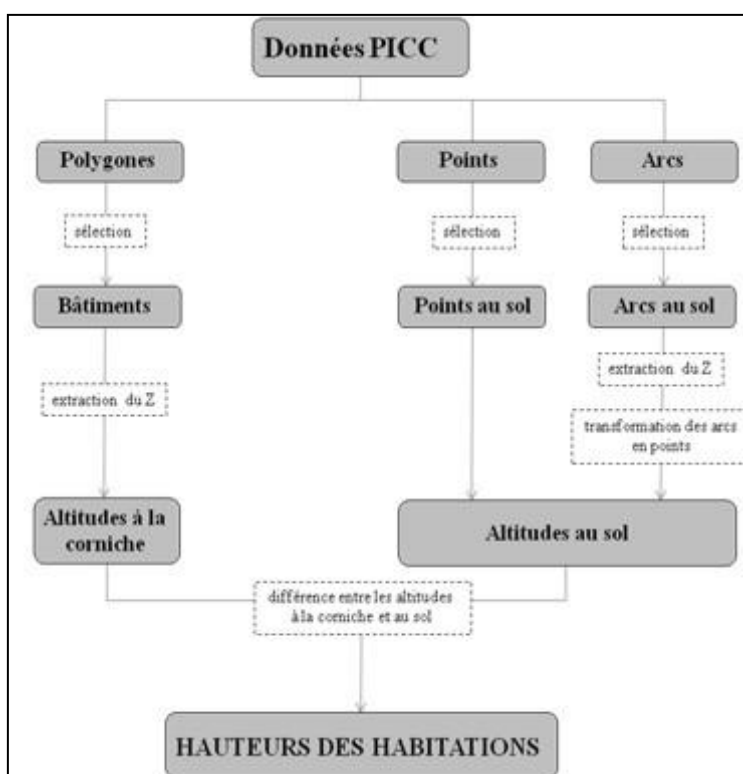 Données PICC
Polygones
Points
Arcs
sélection
sélection
sélection
Bâtiments
Points au sol
Arcs au sol
extraction du Z
extraction du Z
transformation des arcs
en points
Altitudes à la
corniche
Altitudes au sol
différence entre les altitudes
à la corniche et au sol
HAUTEURS DES HABITATIONS